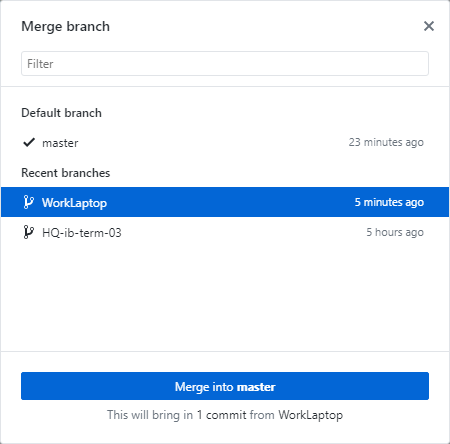 Merge branch
Filter
Default branch
master 23 minutes ago
Recent branches
WorkLaptop 5 minutes ago
HQ-ib-term-03 5 hours ago
Merge into master
This will bring in 1 commit from WorkLaptop